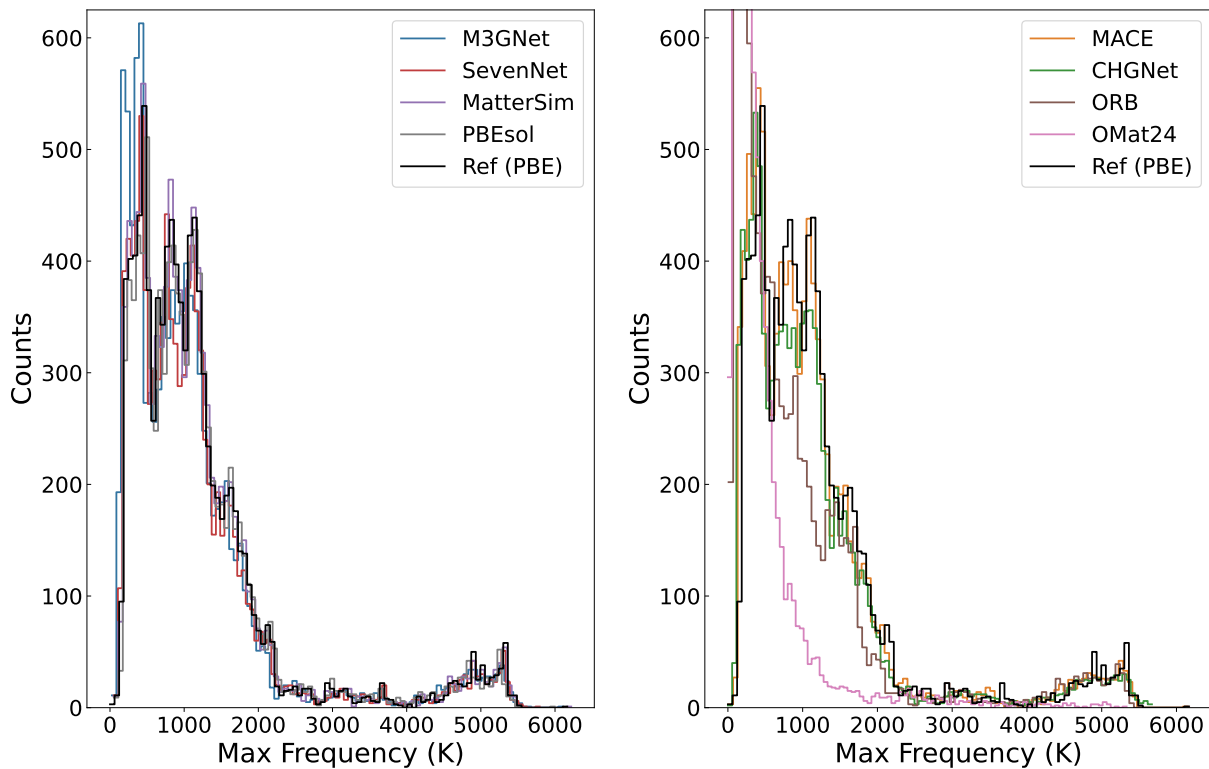 600
500
400
300
200
100
0
Counts
0 1000 2000 3000 4000 5000 6000
Max Frequency (K)
M3GNet
SevenNet
MatterSim
PBEsol
Ref (PBE)
600
500
400
300
200
100
0
Counts
0 1000 2000 3000 4000 5000 6000
Max Frequency (K)
MACE
CHGNet
ORB
OMat24
Ref (PBE)